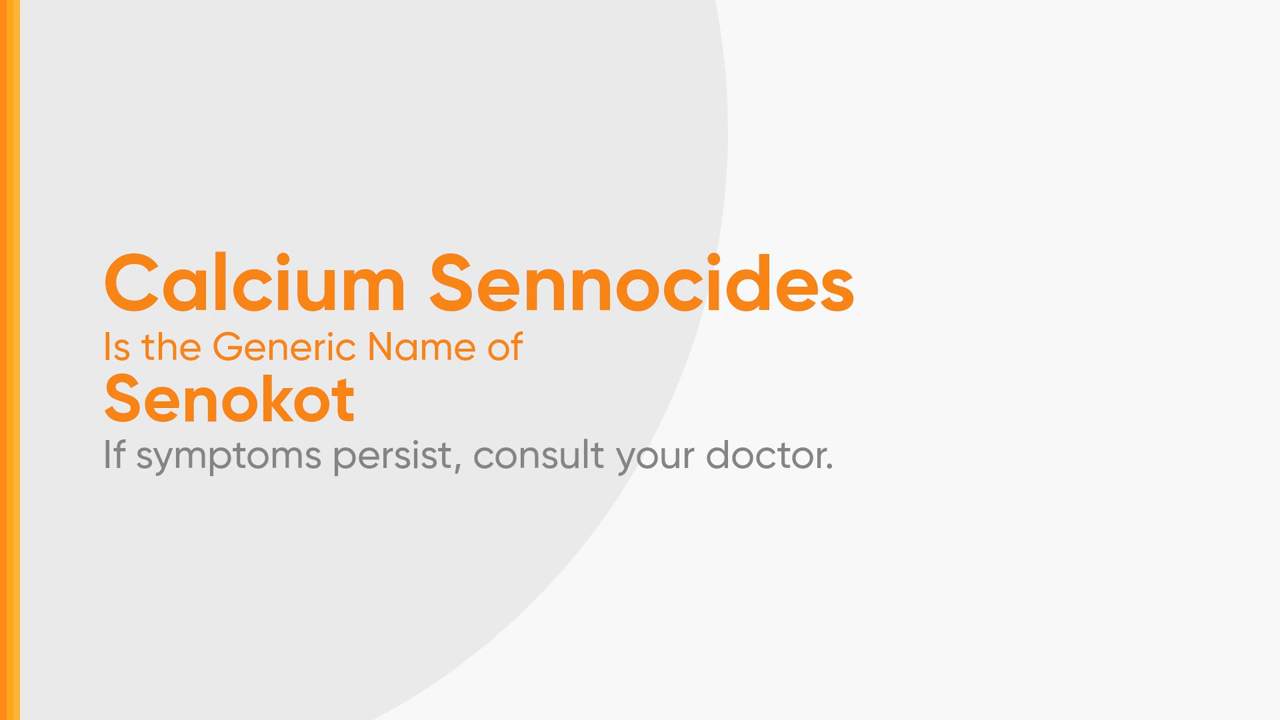 Calcium Sennocides
Is the Generic Name of
Senokot
If symptoms persist, consult your doctor.